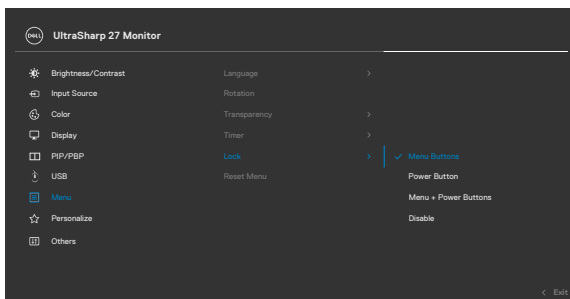 DELL
UltraSharp 27 Monitor
Brightness/Contrast
Language
Input Source
Rotation
Color
Transparency
Display
Timer
PIP/PBP
Lock
Menu Buttons
USB
Reset Menu
Power Button
Menu
Menu + Power Buttons
Personalize
Disable
Others
Exit